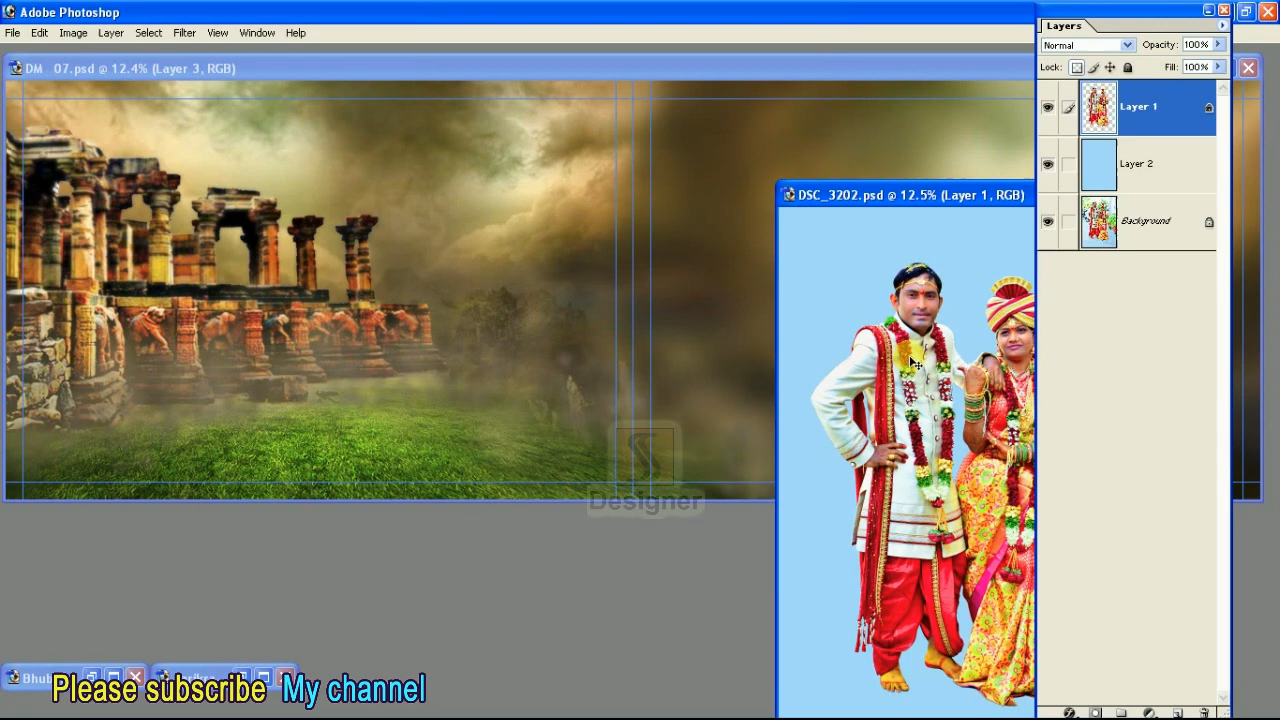 Adobe Photoshop
File Edit Image Layer Select Filter View Window Help
Layers
Normal Opacity: 100%
Lock: Fill: 100%
DM 07.psd @ 12.4% (Layer 3, RGB)
Layer 1
Layer 2
Background
DSC_3202.psd @ 12.5% (Layer 1, RGB)
Designer
Bhub
Please subscribe My channel